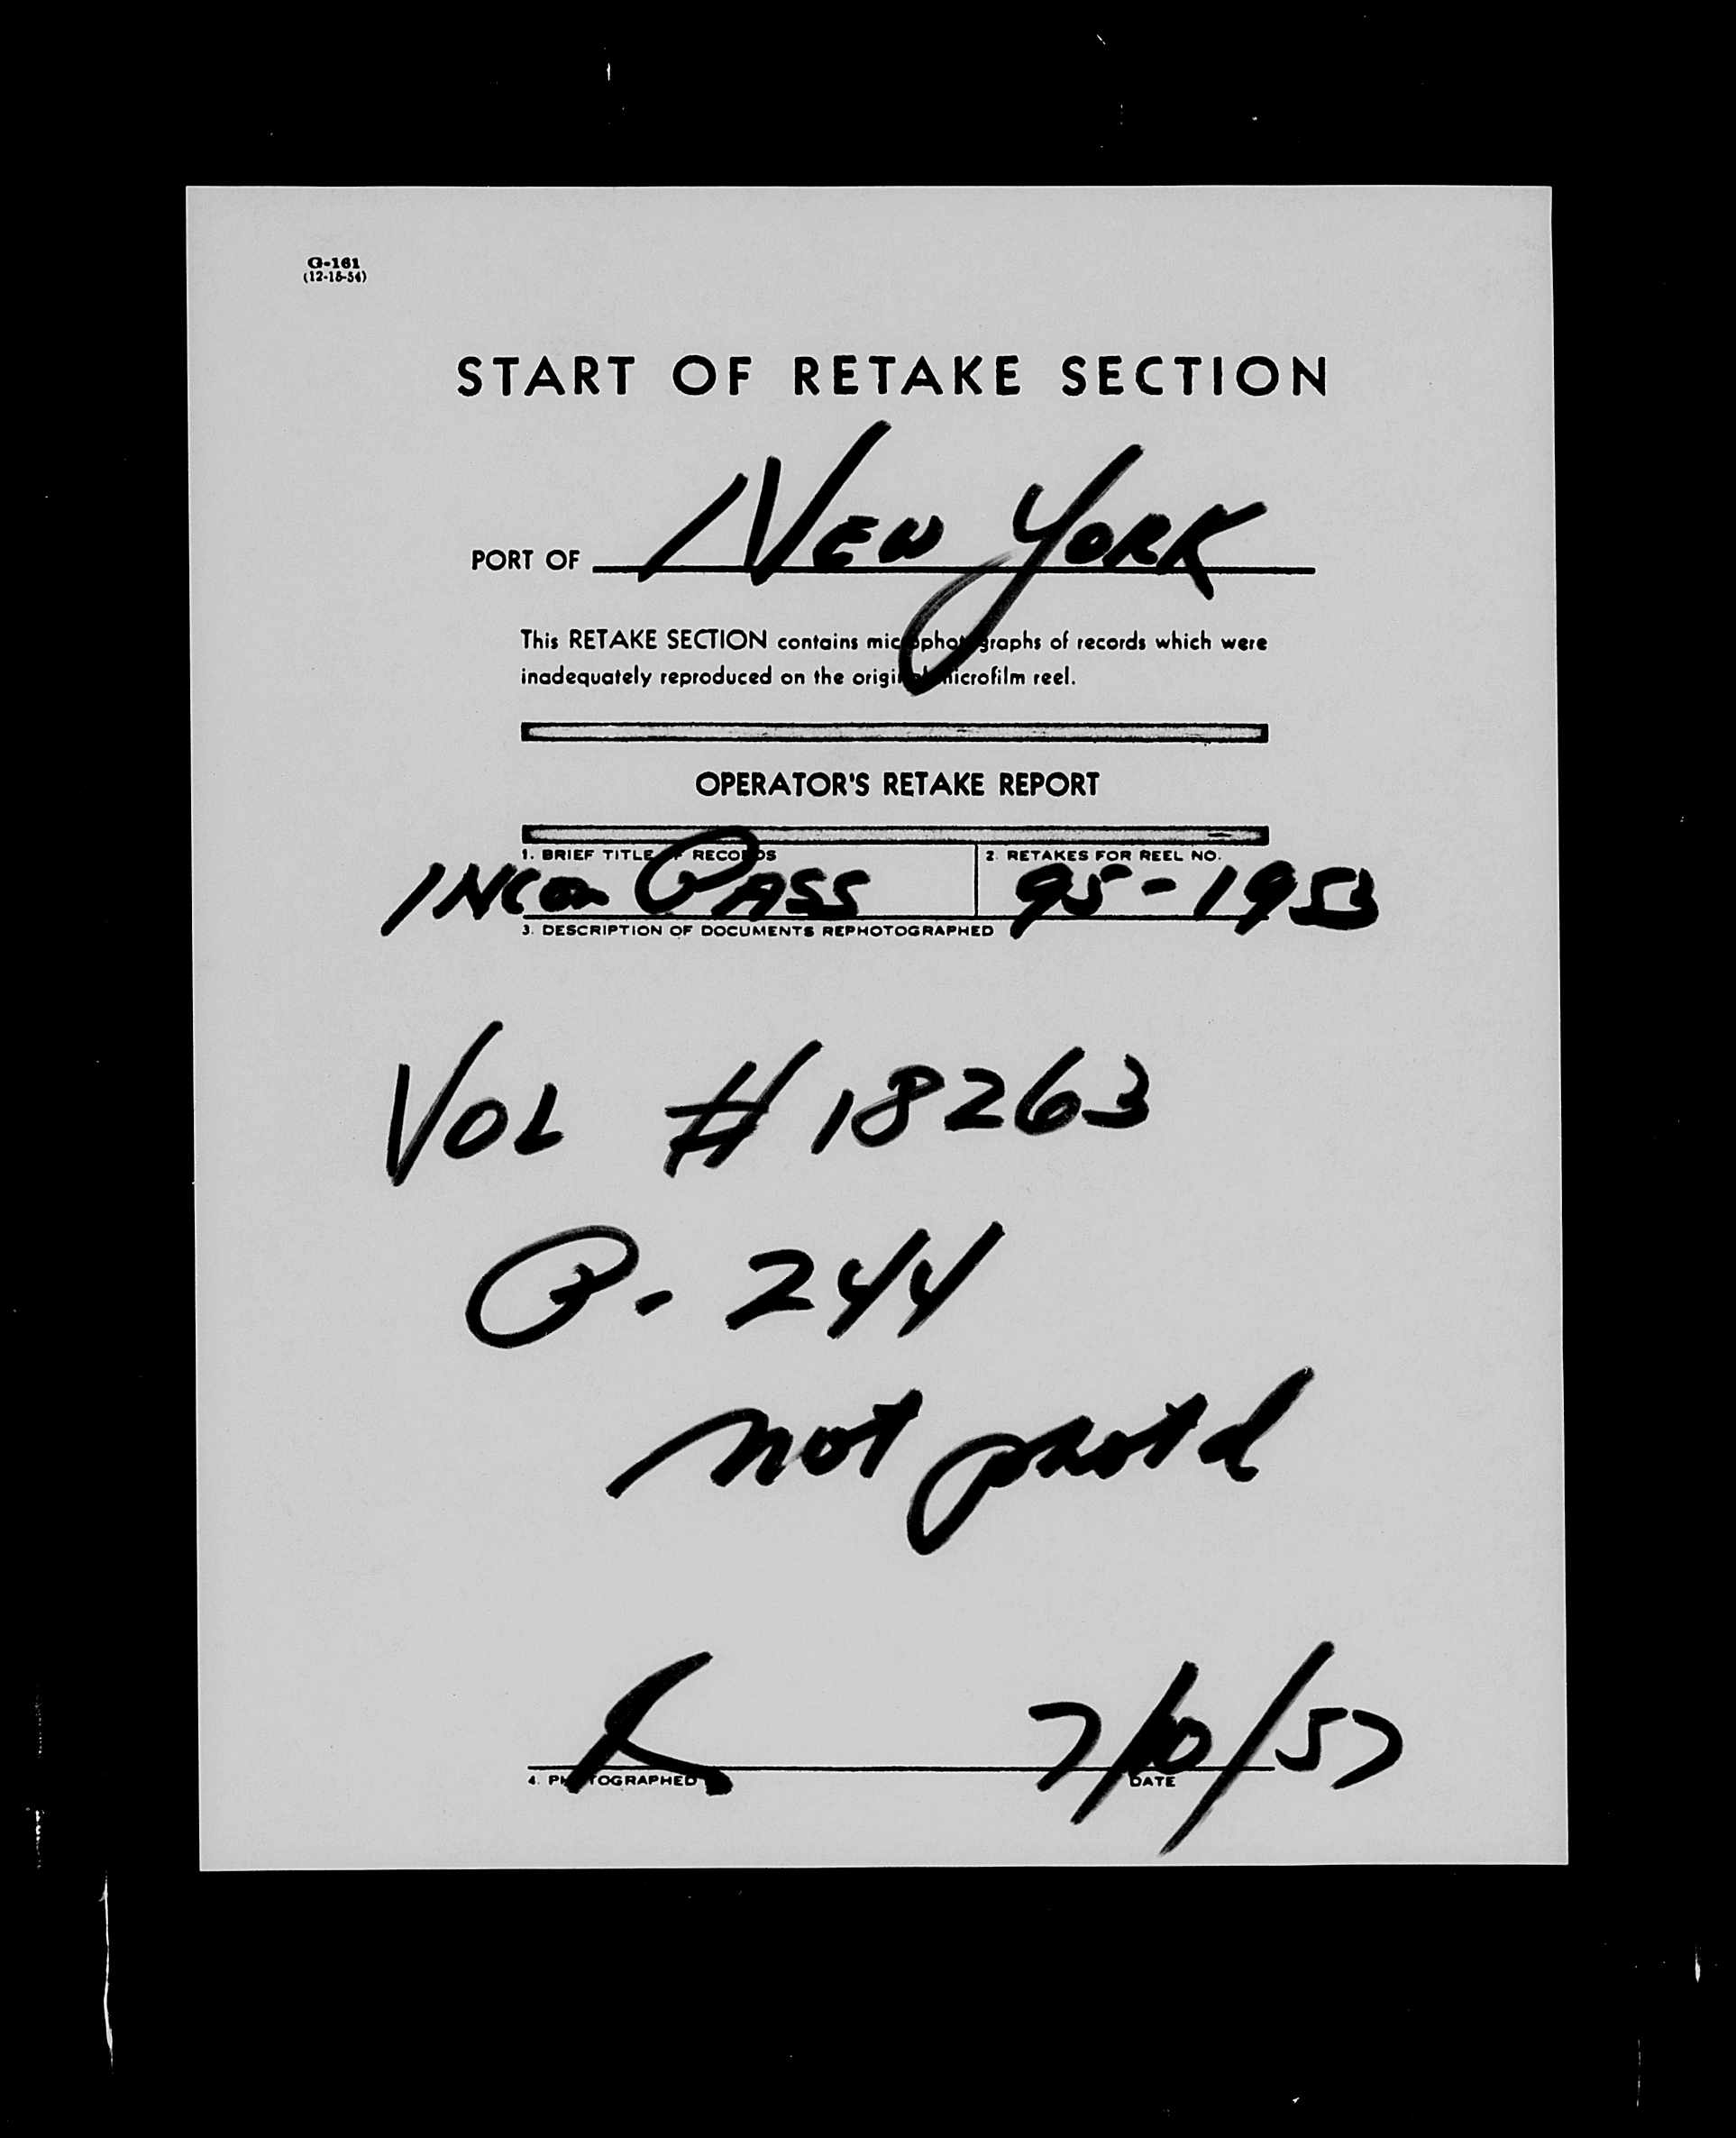 G-161
(12-15-54)
START OF RETAKE SECTION
PORT OF New York
This RETAKE SECTION contains microphotographs of records which were
inadequately reproduced on the original microfilm reel.
OPERATOR'S RETAKE REPORT
1. BRIEF TITLE OF RECORDS
2. RETAKES FOR REEL NO.
INCOM PASS 95-1953
3. DESCRIPTION OF DOCUMENTS REPHOTOGRAPHED
VOL # 18263
P. 244
not photd
7/10/57
4. PHOTOGRAPHED DATE